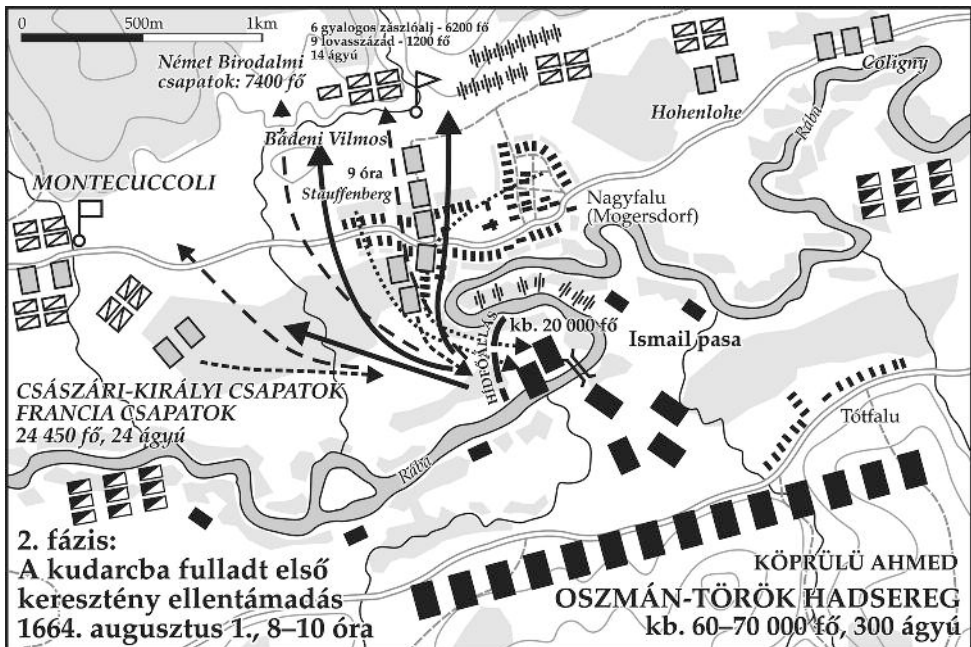 0 500m 1km
6 gyalogos zászlóalj - 6200 fő
9 lovasszázad - 1200 fő
14 ágyú
Német Birodalmi
csapatok: 7400 fő
Coligny
Hohenlohe
Rába
Bádeni Vilmos
9 óra
Stauffenberg
MONTECUCCOLI
Nagyfalu
(Mogersdorf)
HÍDFŐÁLLÁS
kb. 20 000 fő
Ismail pasa
CSÁSZÁRI-KIRÁLYI CSAPATOK
FRANCIA CSAPATOK
24 450 fő, 24 ágyú
Tótfalu
Rába
2. fázis:
A kudarcba fulladt első
keresztény ellentámadás
1664. augusztus 1., 8–10 óra
KÖPRÜLÜ AHMED
OSZMÁN-TÖRÖK HADSEREG
kb. 60–70 000 fő, 300 ágyú